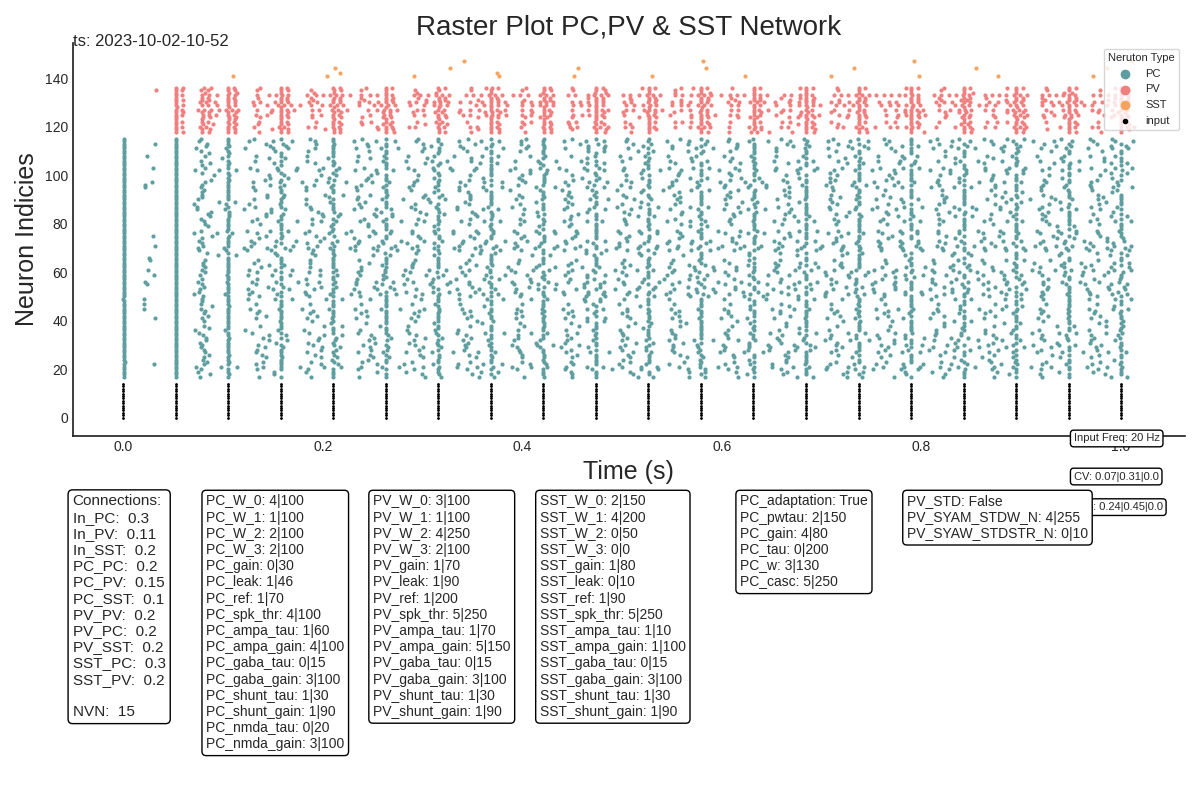 Raster Plot PC,PV & SST Network
ts: 2023-10-02-10-52
Neuron Indicies
140
120
100
80
60
40
20
0
Neruton Type
PC
PV
SST
input
0.0
0.2
0.4
0.6
0.8
1.0
Time (s)
Input Freq: 20 Hz
CV: 0.07|0.31|0.0
: 0.24|0.45|0.0
Connections:
In_PC: 0.3
In_PV: 0.11
In_SST: 0.2
PC_PC: 0.2
PC_PV: 0.15
PC_SST: 0.1
PV_PV: 0.2
PV_PC: 0.2
PV_SST: 0.2
SST_PC: 0.3
SST_PV: 0.2
NVN: 15
PC_W_0: 4|100
PC_W_1: 1|100
PC_W_2: 2|100
PC_W_3: 2|100
PC_gain: 0|30
PC_leak: 1|46
PC_ref: 1|70
PC_spk_thr: 4|100
PC_ampa_tau: 1|60
PC_ampa_gain: 4|100
PC_gaba_tau: 0|15
PC_gaba_gain: 3|100
PC_shunt_tau: 1|30
PC_shunt_gain: 1|90
PC_nmda_tau: 0|20
PC_nmda_gain: 3|100
PV_W_0: 3|100
PV_W_1: 1|100
PV_W_2: 4|250
PV_W_3: 2|100
PV_gain: 1|70
PV_leak: 1|90
PV_ref: 1|200
PV_spk_thr: 5|250
PV_ampa_tau: 1|70
PV_ampa_gain: 5|150
PV_gaba_tau: 0|15
PV_gaba_gain: 3|100
PV_shunt_tau: 1|30
PV_shunt_gain: 1|90
SST_W_0: 2|150
SST_W_1: 4|200
SST_W_2: 0|50
SST_W_3: 0|0
SST_gain: 1|80
SST_leak: 0|10
SST_ref: 1|90
SST_spk_thr: 5|250
SST_ampa_tau: 1|10
SST_ampa_gain: 1|100
SST_gaba_tau: 0|15
SST_gaba_gain: 3|100
SST_shunt_tau: 1|30
SST_shunt_gain: 1|90
PC_adaptation: True
PC_pwtau: 2|150
PC_gain: 4|80
PC_tau: 0|200
PC_w: 3|130
PC_casc: 5|250
PV_STD: False
PV_SYAM_STDW_N: 4|255
PV_SYAW_STDSTR_N: 0|10